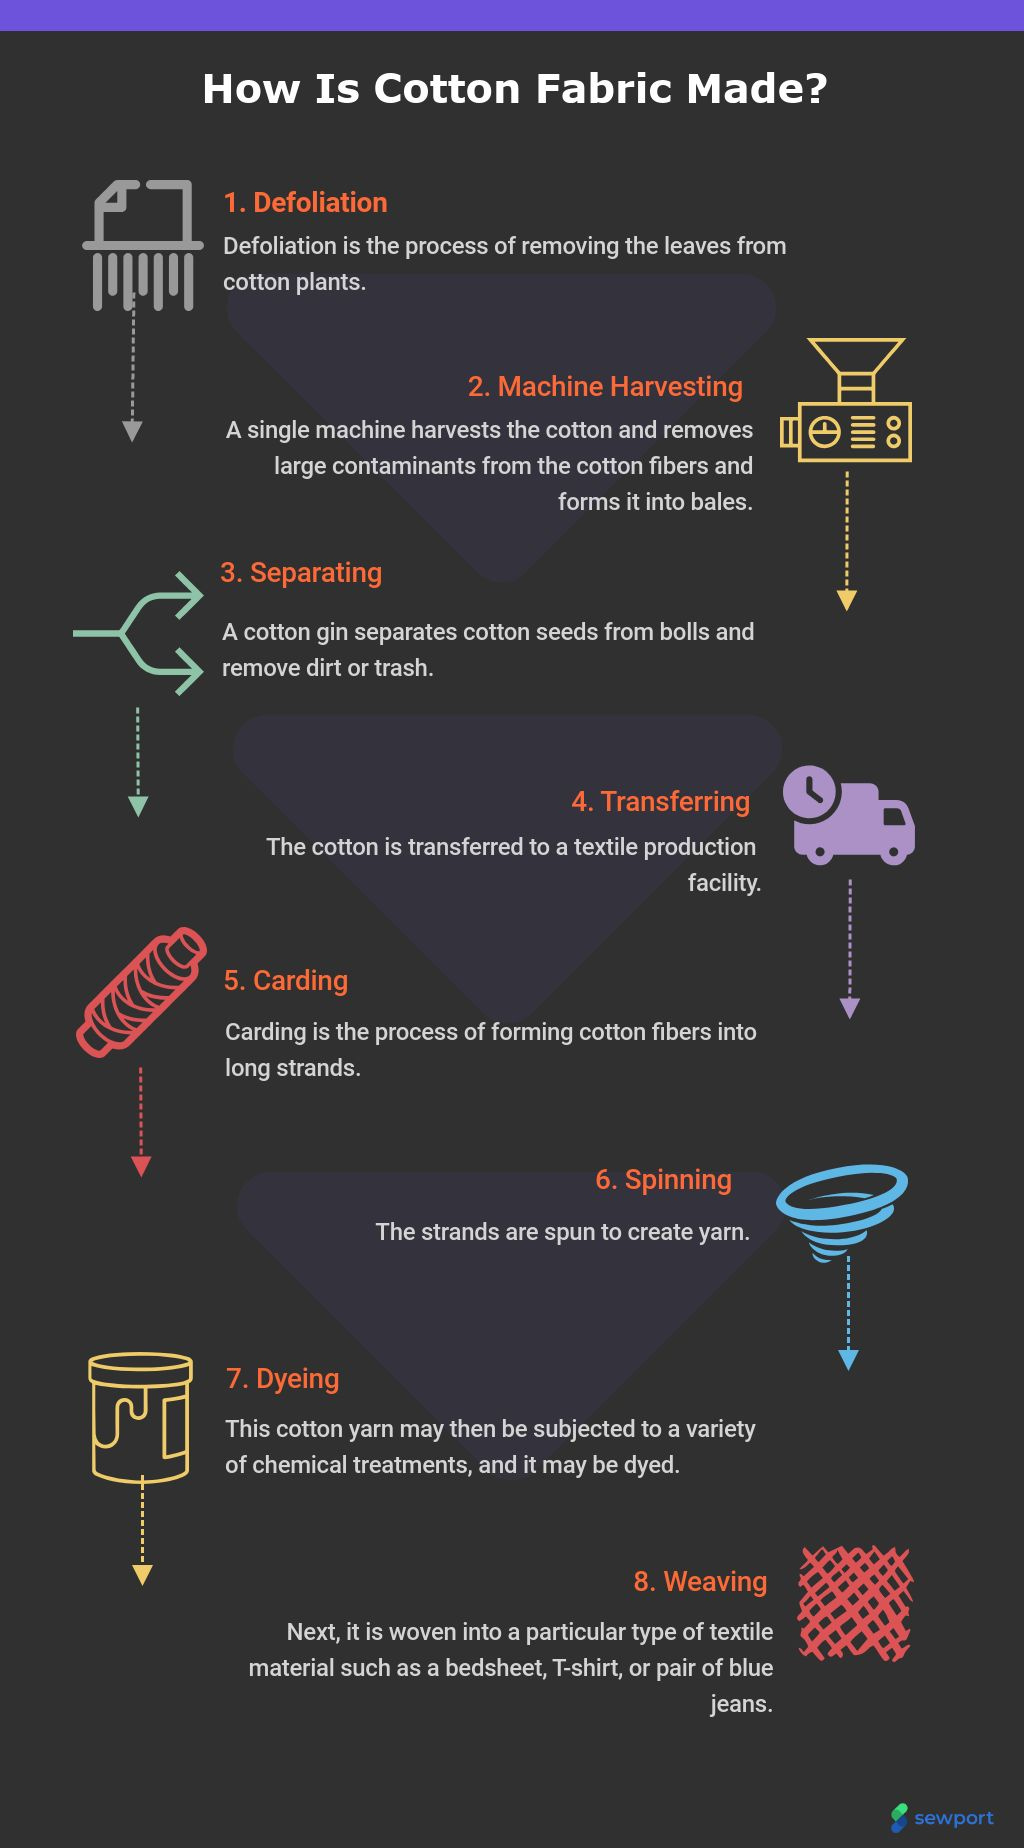 How Is Cotton Fabric Made?
1. Defoliation
Defoliation is the process of removing the leaves from
cotton plants.
2. Machine Harvesting
A single machine harvests the cotton and removes
large contaminants from the cotton fibers and
forms it into bales.
3. Separating
A cotton gin separates cotton seeds from bolls and
remove dirt or trash.
4. Transferring
The cotton is transferred to a textile production
facility.
5. Carding
Carding is the process of forming cotton fibers into
long strands.
6. Spinning
The strands are spun to create yarn.
7. Dyeing
This cotton yarn may then be subjected to a variety
of chemical treatments, and it may be dyed.
8. Weaving
Next, it is woven into a particular type of textile
material such as a bedsheet, T-shirt, or pair of blue
jeans.
sewport